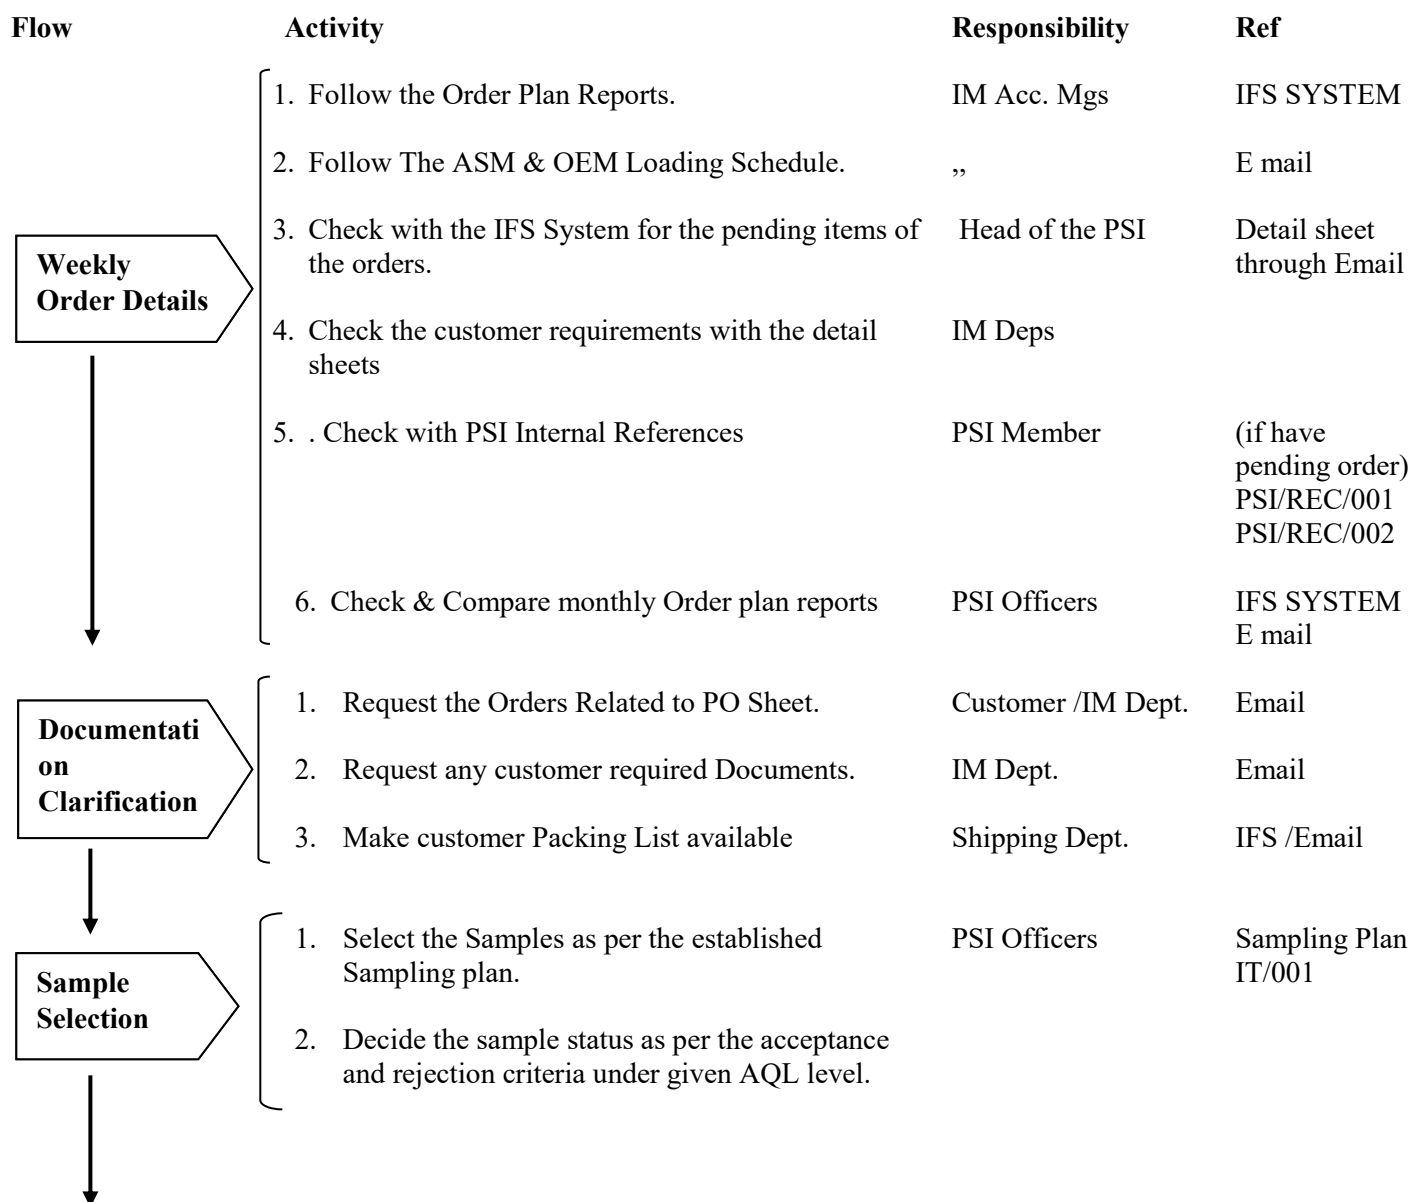 Flow Activity Responsibility Ref
1. Follow the Order Plan Reports. IM Acc. Mgs IFS SYSTEM
2. Follow The ASM & OEM Loading Schedule. ,, E mail
3. Check with the IFS System for the pending items of Head of the PSI Detail sheet
the orders. through Email
Weekly
Order Details
4. Check the customer requirements with the detail IM Deps
sheets
5. . Check with PSI Internal References PSI Member (if have
pending order)
PSI/REC/001
PSI/REC/002
6. Check & Compare monthly Order plan reports PSI Officers IFS SYSTEM
E mail
Documentati
on
Clarification
1. Request the Orders Related to PO Sheet. Customer /IM Dept. Email
2. Request any customer required Documents. IM Dept. Email
3. Make customer Packing List available Shipping Dept. IFS /Email
Sample
Selection
1. Select the Samples as per the established PSI Officers Sampling Plan
Sampling plan. IT/001
2. Decide the sample status as per the acceptance
and rejection criteria under given AQL level.